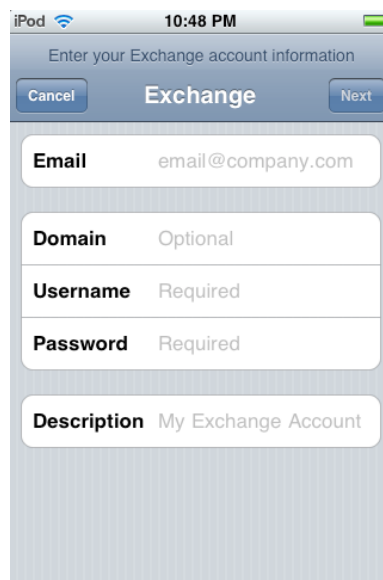 iPod 10:48 PM
Enter your Exchange account information
Cancel Exchange Next
Email email@company.com
Domain Optional
Username Required
Password Required
Description My Exchange Account